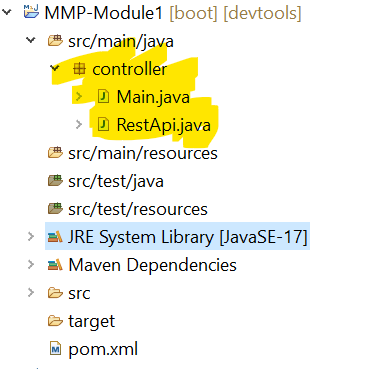 MMP-Module1 [boot] [devtools]
src/main/java
controller
Main.java
RestApi.java
src/main/resources
src/test/java
src/test/resources
JRE System Library [JavaSE-17]
Maven Dependencies
src
target
pom.xml